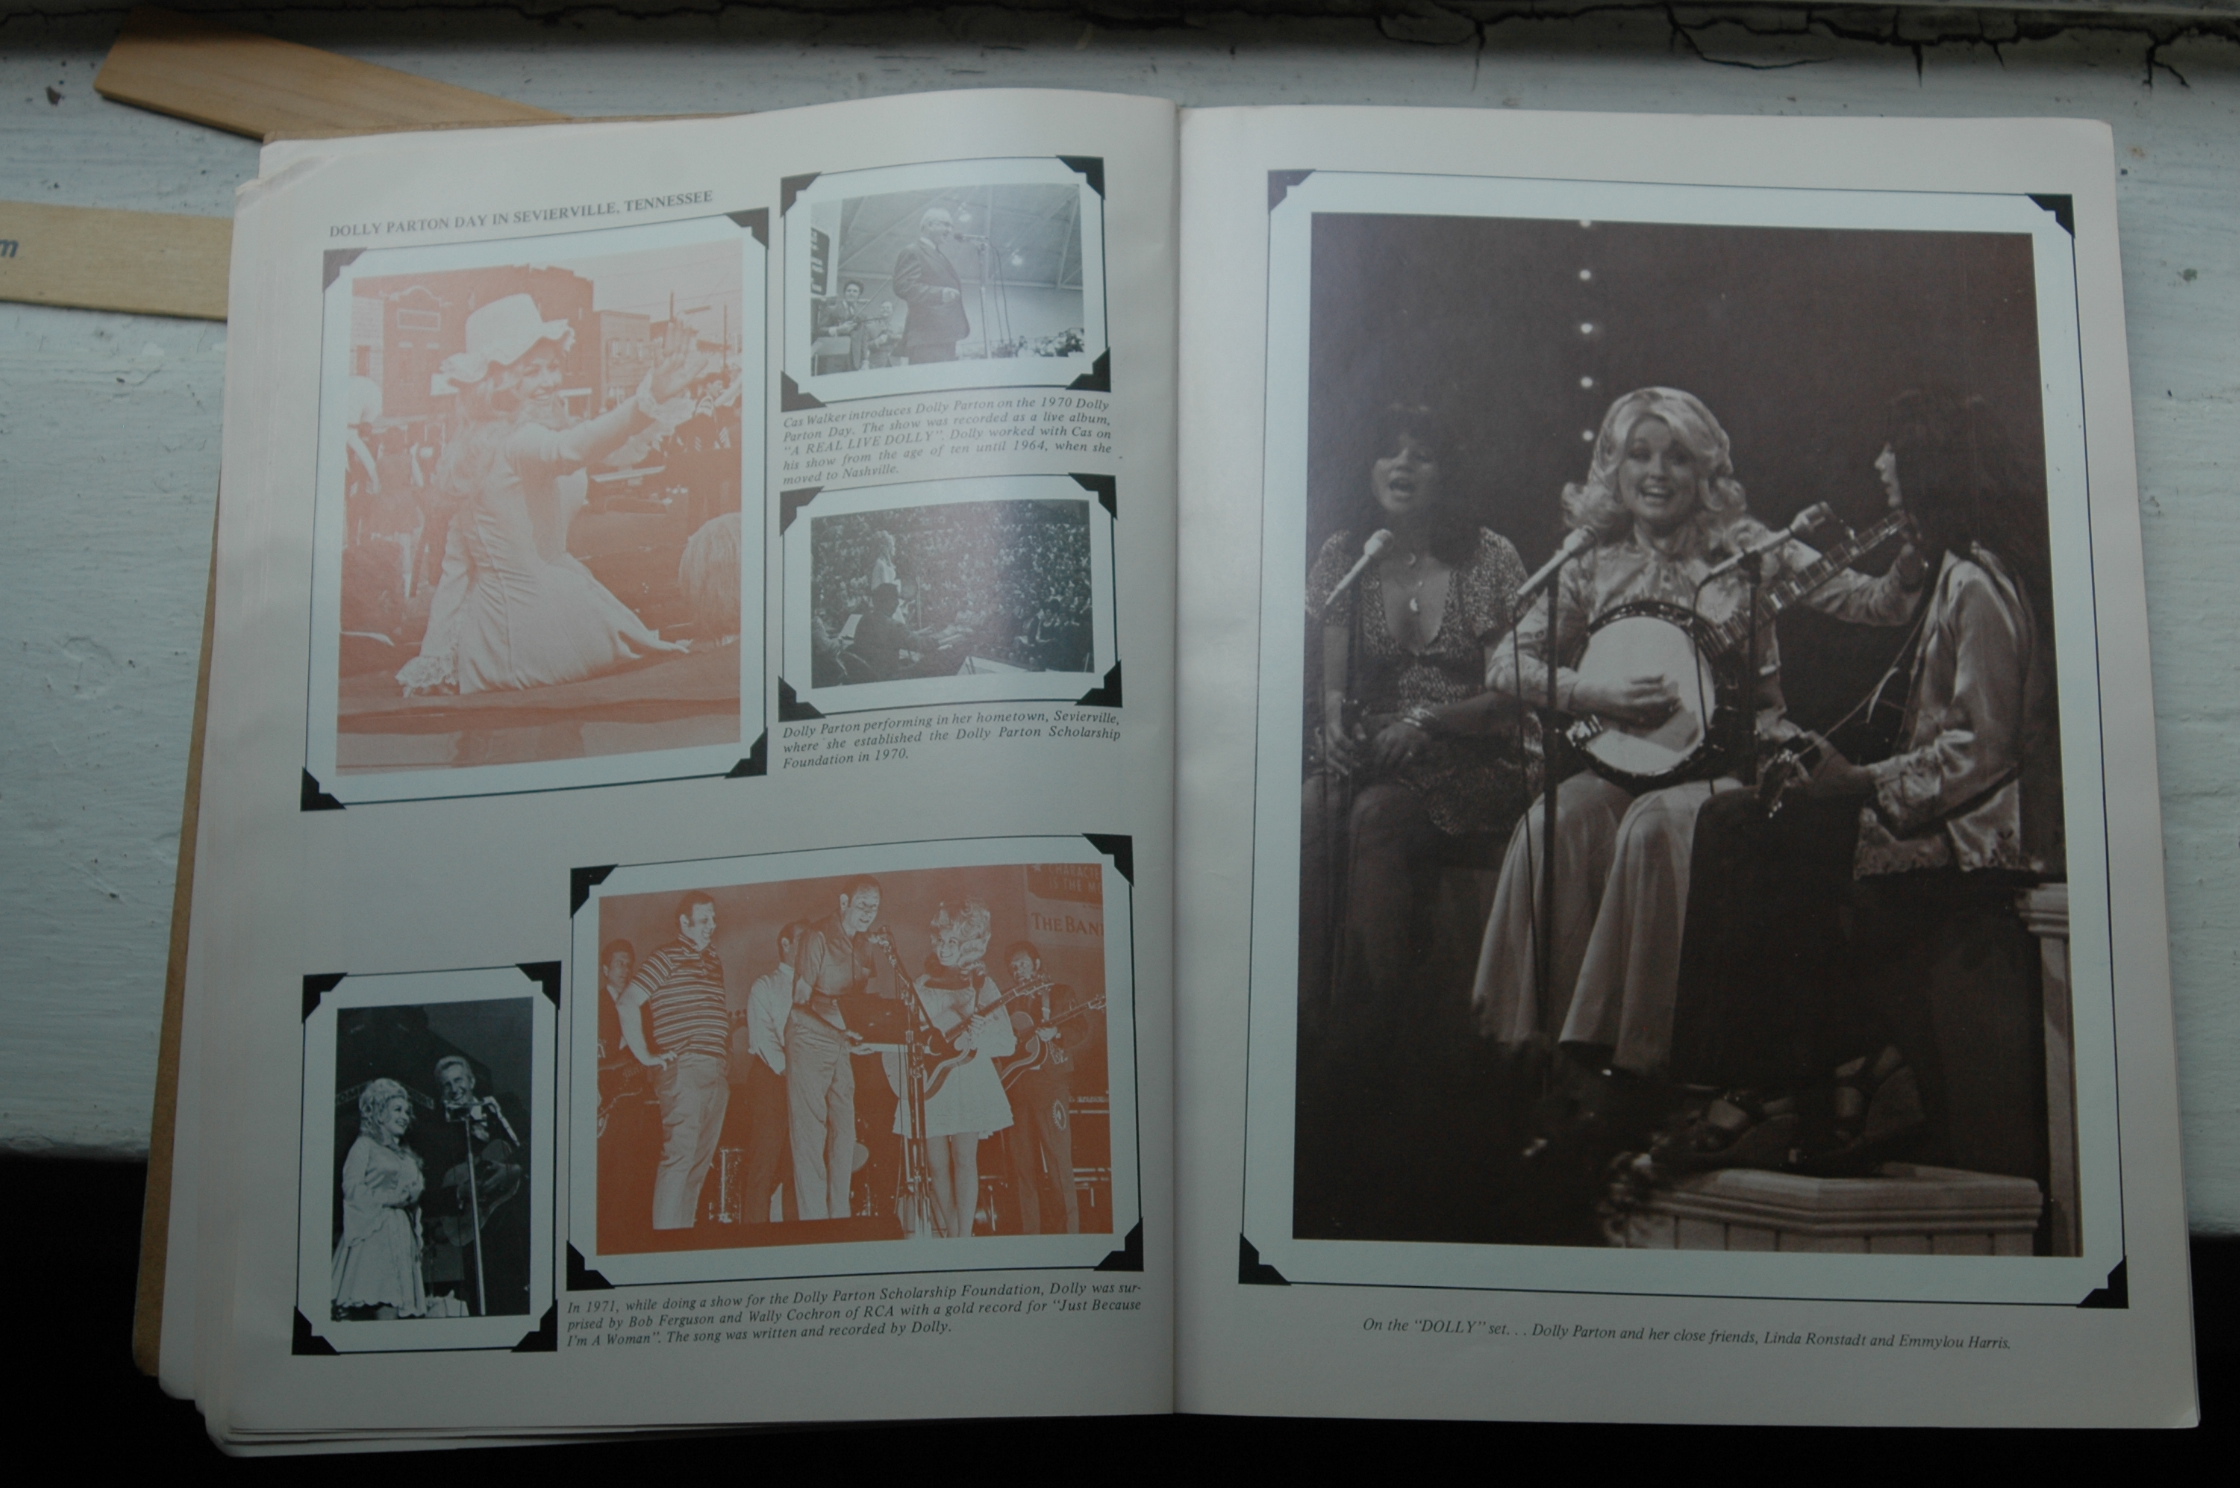 m
DOLLY PARTON DAY IN SEVIERVILLE, TENNESSEE
Cas Walker introduces Dolly Parton on the 1970 Dolly
Parton Day. The show was recorded as a live album,
"A REAL LIVE DOLLY". Dolly worked with Cas on
his show from the age of ten until 1964, when she
moved to Nashville.
Dolly Parton performing in her hometown, Sevierville,
where she established the Dolly Parton Scholarship
Foundation in 1970.
CHARACTE
IS THE MO
THE BAN
In 1971, while doing a show for the Dolly Parton Scholarship Foundation, Dolly was sur-
prised by Bob Ferguson and Wally Cochron of RCA with a gold record for "Just Because
I'm A Woman". The song was written and recorded by Dolly.
On the "DOLLY" set. . . Dolly Parton and her close friends, Linda Ronstadt and Emmylou Harris.